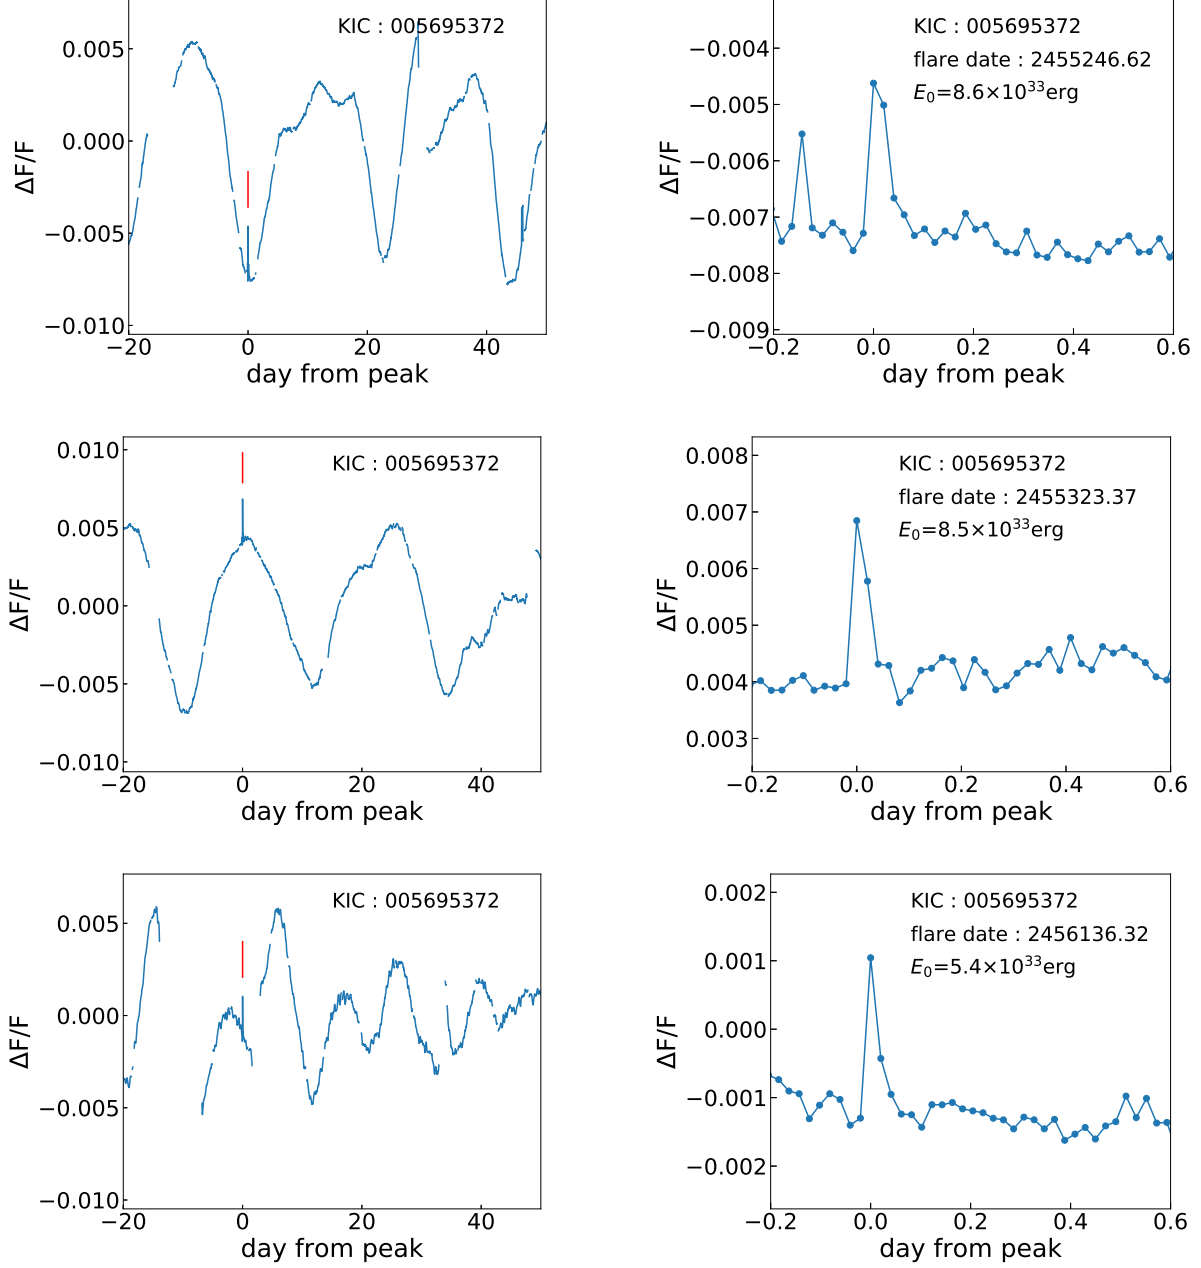 KIC : 005695372
0.005
0.000
−0.005
−0.010
ΔF/F
−20 0 20 40
day from peak
KIC : 005695372
flare date : 2455246.62
E₀=8.6×10³³erg
−0.004
−0.005
−0.006
−0.007
−0.008
−0.009
ΔF/F
−0.2 0.0 0.2 0.4 0.6
day from peak
KIC : 005695372
0.010
0.005
0.000
−0.005
−0.010
ΔF/F
−20 0 20 40
day from peak
KIC : 005695372
flare date : 2455323.37
E₀=8.5×10³³erg
0.008
0.007
0.006
0.005
0.004
0.003
ΔF/F
−0.2 0.0 0.2 0.4 0.6
day from peak
KIC : 005695372
0.005
0.000
−0.005
−0.010
ΔF/F
−20 0 20 40
day from peak
KIC : 005695372
flare date : 2456136.32
E₀=5.4×10³³erg
0.002
0.001
0.000
−0.001
−0.002
ΔF/F
−0.2 0.0 0.2 0.4 0.6
day from peak